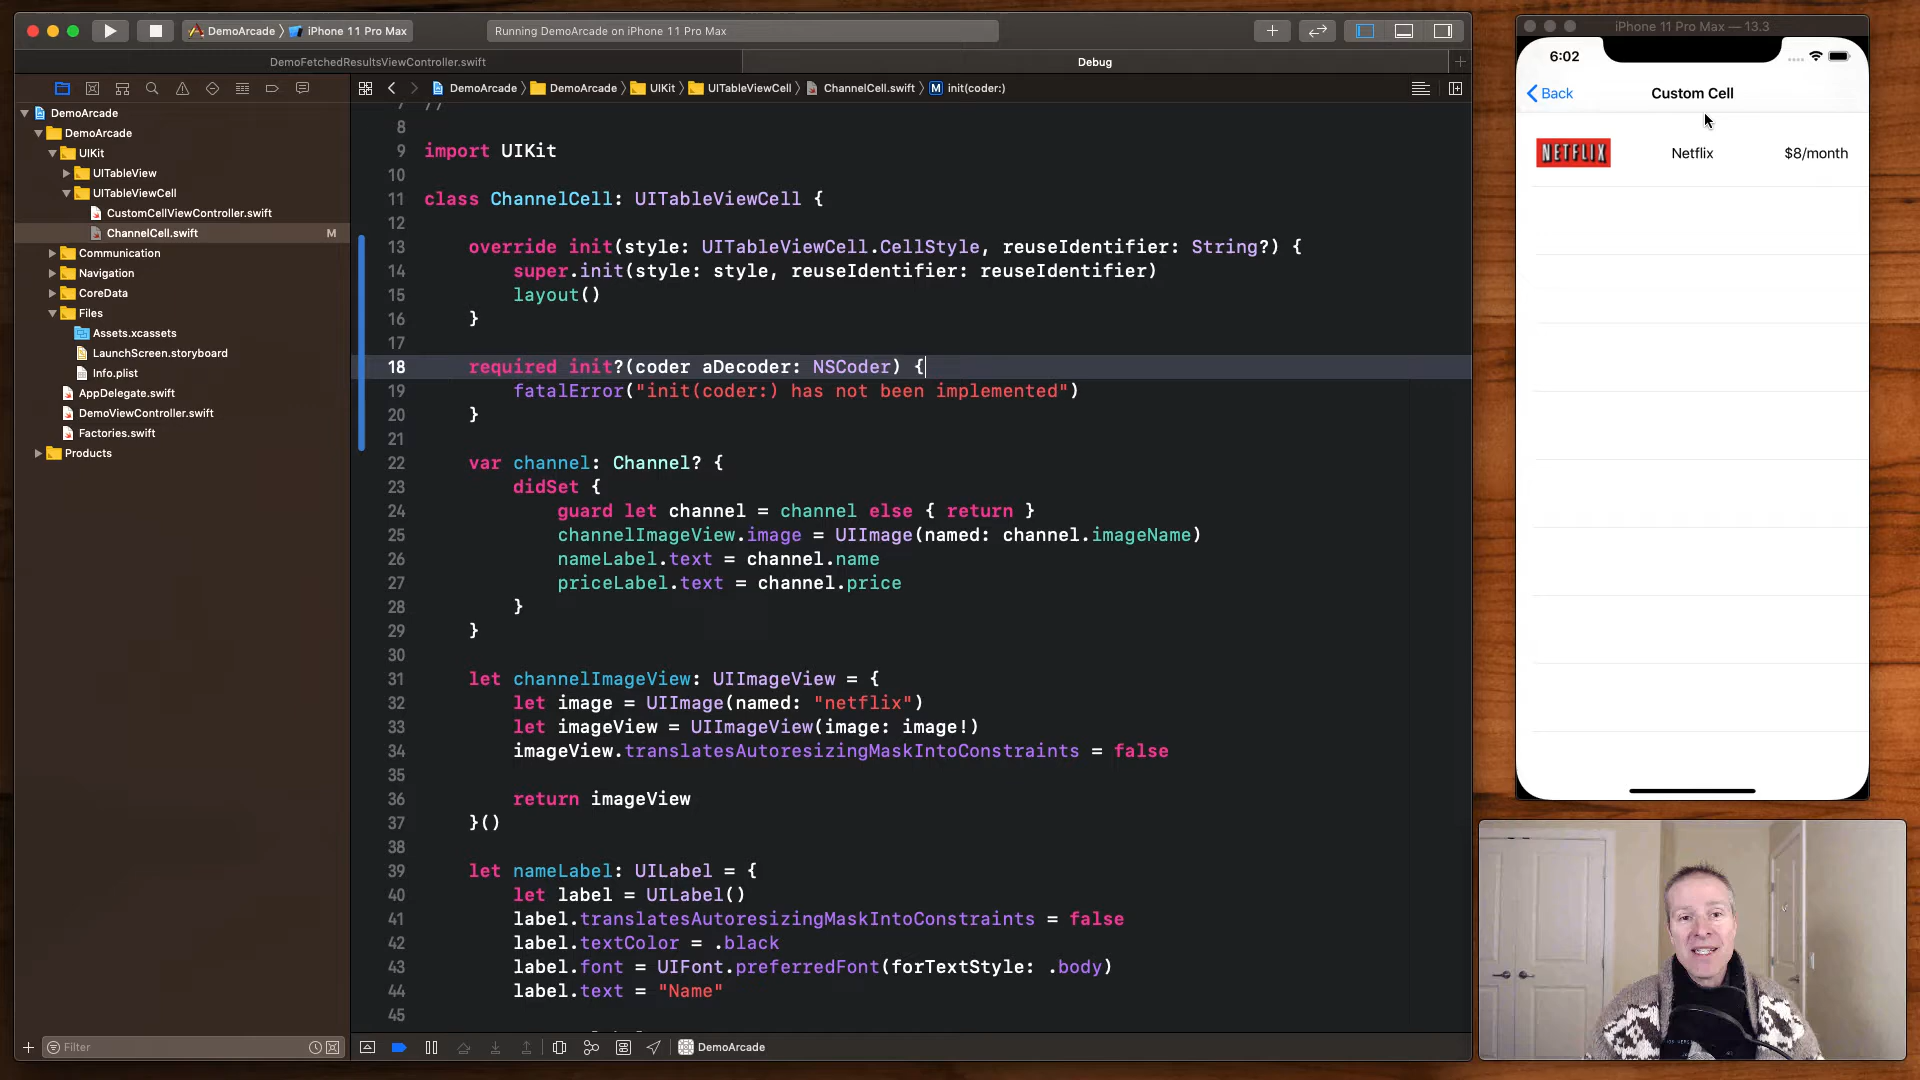 DemoArcade
iPhone 11 Pro Max
Running DemoArcade on iPhone 11 Pro Max
DemoFetchedResultsViewController.swift
Debug
DemoArcade
DemoArcade
UIKit
UITableViewCell
ChannelCell.swift
M
init(coder:)
DemoArcade
DemoArcade
UIKit
UITableView
UITableViewCell
CustomCellViewController.swift
ChannelCell.swift
M
Communication
Navigation
CoreData
Files
Assets.xcassets
LaunchScreen.storyboard
Info.plist
AppDelegate.swift
DemoViewController.swift
Factories.swift
Products
Filter
7 //
8
9 import UIKit
10
11 class ChannelCell: UITableViewCell {
12
13 override init(style: UITableViewCell.CellStyle, reuseIdentifier: String?) {
14 super.init(style: style, reuseIdentifier: reuseIdentifier)
15 layout()
16 }
17
18 required init?(coder aDecoder: NSCoder) {
19 fatalError("init(coder:) has not been implemented")
20 }
21
22 var channel: Channel? {
23 didSet {
24 guard let channel = channel else { return }
25 channelImageView.image = UIImage(named: channel.imageName)
26 nameLabel.text = channel.name
27 priceLabel.text = channel.price
28 }
29 }
30
31 let channelImageView: UIImageView = {
32 let image = UIImage(named: "netflix")
33 let imageView = UIImageView(image: image!)
34 imageView.translatesAutoresizingMaskIntoConstraints = false
35
36 return imageView
37 }()
38
39 let nameLabel: UILabel = {
40 let label = UILabel()
41 label.translatesAutoresizingMaskIntoConstraints = false
42 label.textColor = .black
43 label.font = UIFont.preferredFont(forTextStyle: .body)
44 label.text = "Name"
45
DemoArcade
iPhone 11 Pro Max — 13.3
6:02
Back
Custom Cell
NETFLIX
Netflix
$8/month